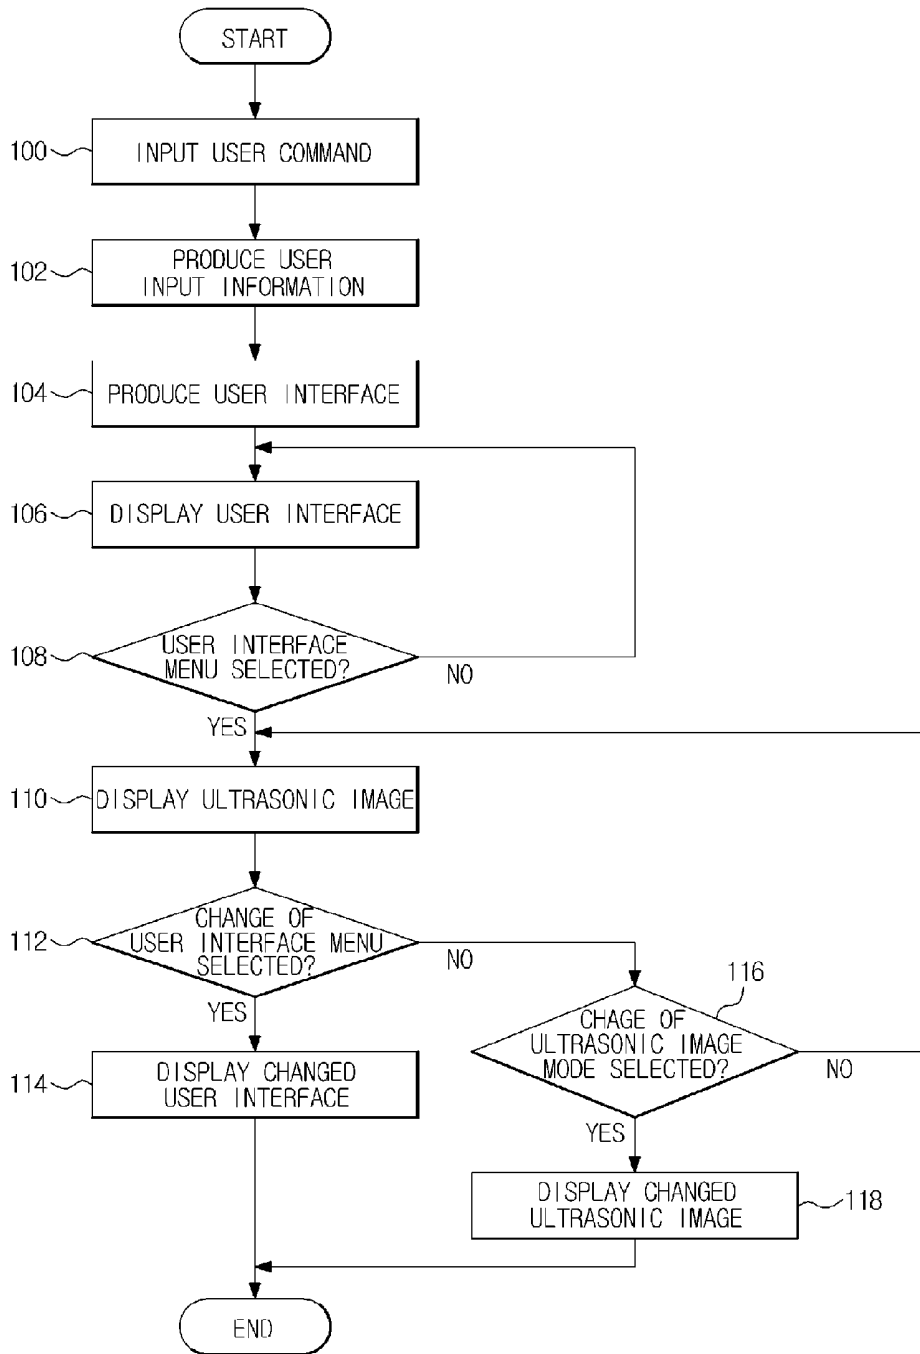 START
100
INPUT USER COMMAND
102
PRODUCE USER
INPUT INFORMATION
104
PRODUCE USER INTERFACE
106
DISPLAY USER INTERFACE
108
USER INTERFACE
MENU SELECTED?
NO
YES
110
DISPLAY ULTRASONIC IMAGE
112
CHANGE OF
USER INTERFACE MENU
SELECTED?
NO
YES
116
CHAGE OF
ULTRASONIC IMAGE
MODE SELECTED?
NO
YES
114
DISPLAY CHANGED
USER INTERFACE
DISPLAY CHANGED
ULTRASONIC IMAGE
118
END